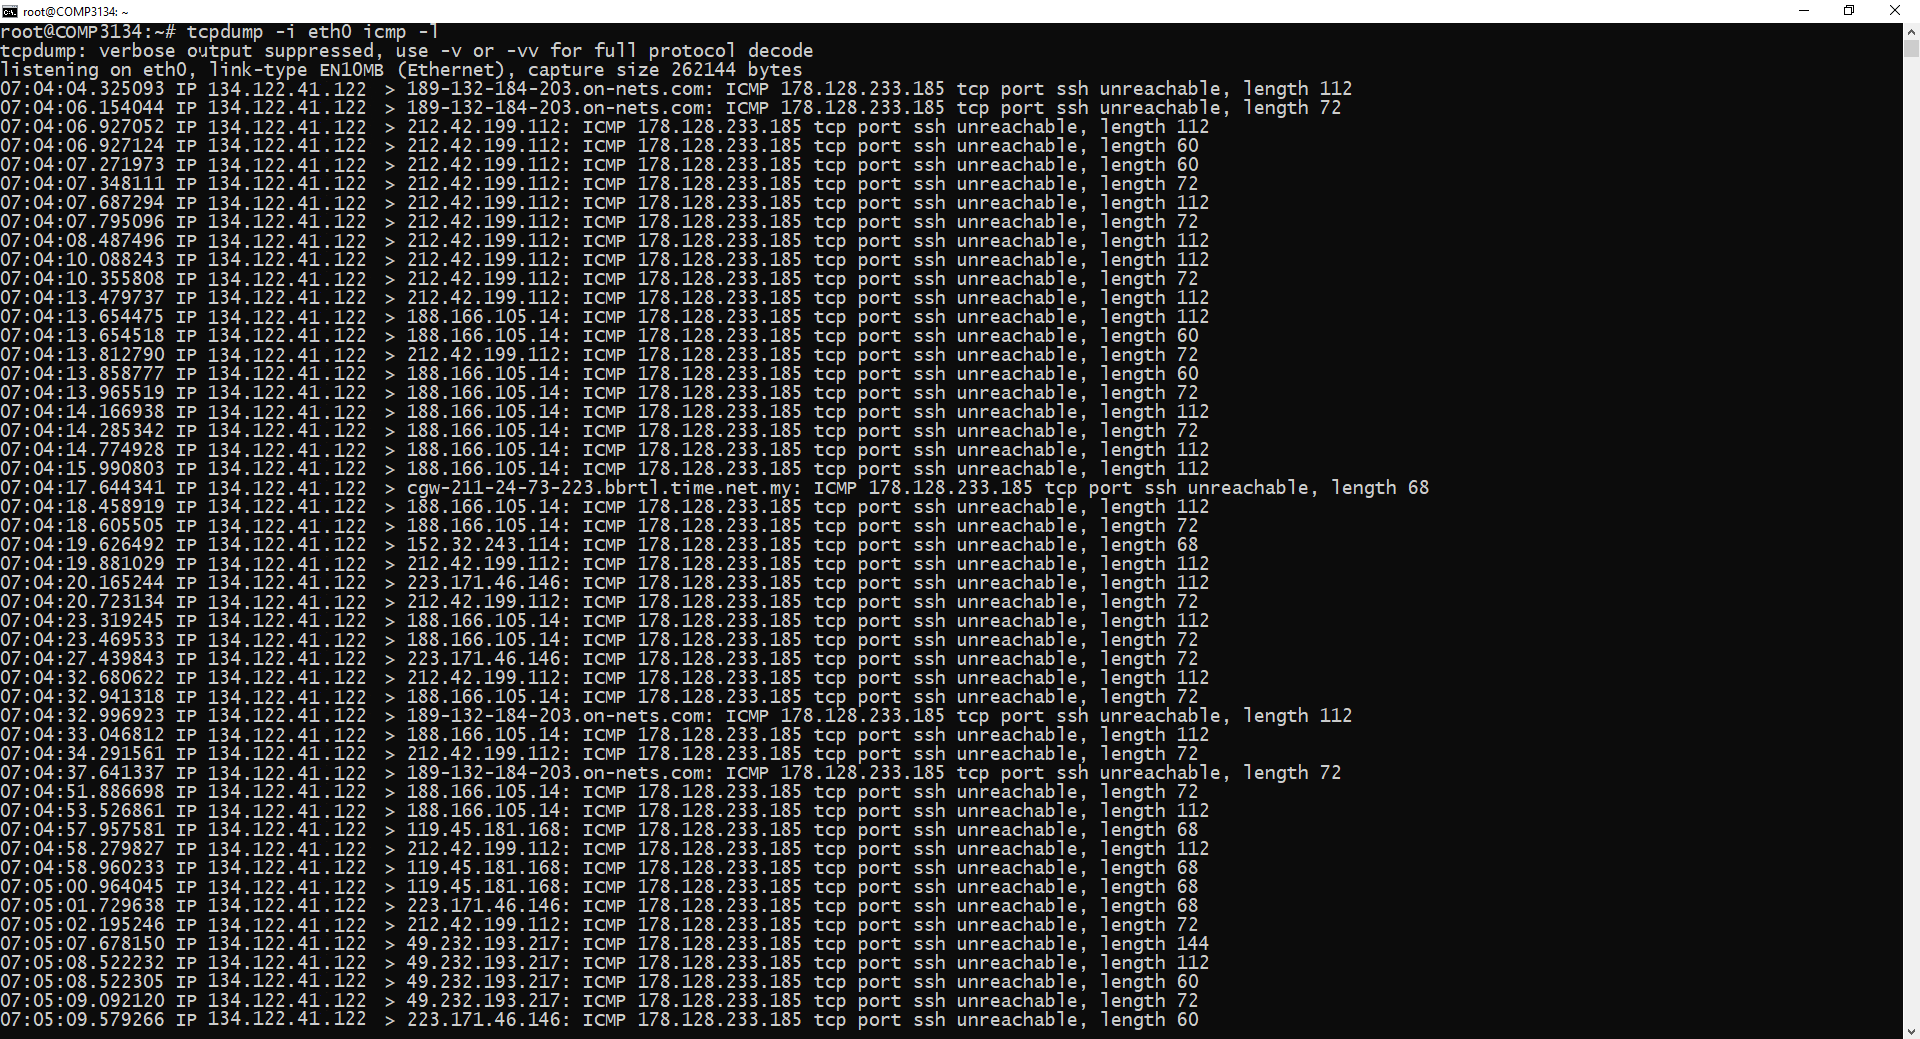 root@COMP3134: ~
root@COMP3134:~# tcpdump -i eth0 icmp -l
tcpdump: verbose output suppressed, use -v or -vv for full protocol decode
listening on eth0, link-type EN10MB (Ethernet), capture size 262144 bytes
07:04:04.325093 IP 134.122.41.122 > 189-132-184-203.on-nets.com: ICMP 178.128.233.185 tcp port ssh unreachable, length 112
07:04:06.154044 IP 134.122.41.122 > 189-132-184-203.on-nets.com: ICMP 178.128.233.185 tcp port ssh unreachable, length 72
07:04:06.927052 IP 134.122.41.122 > 212.42.199.112: ICMP 178.128.233.185 tcp port ssh unreachable, length 112
07:04:06.927124 IP 134.122.41.122 > 212.42.199.112: ICMP 178.128.233.185 tcp port ssh unreachable, length 60
07:04:07.271973 IP 134.122.41.122 > 212.42.199.112: ICMP 178.128.233.185 tcp port ssh unreachable, length 60
07:04:07.348111 IP 134.122.41.122 > 212.42.199.112: ICMP 178.128.233.185 tcp port ssh unreachable, length 72
07:04:07.687294 IP 134.122.41.122 > 212.42.199.112: ICMP 178.128.233.185 tcp port ssh unreachable, length 112
07:04:07.795096 IP 134.122.41.122 > 212.42.199.112: ICMP 178.128.233.185 tcp port ssh unreachable, length 72
07:04:08.487496 IP 134.122.41.122 > 212.42.199.112: ICMP 178.128.233.185 tcp port ssh unreachable, length 112
07:04:10.088243 IP 134.122.41.122 > 212.42.199.112: ICMP 178.128.233.185 tcp port ssh unreachable, length 112
07:04:10.355808 IP 134.122.41.122 > 212.42.199.112: ICMP 178.128.233.185 tcp port ssh unreachable, length 72
07:04:13.479737 IP 134.122.41.122 > 212.42.199.112: ICMP 178.128.233.185 tcp port ssh unreachable, length 112
07:04:13.654475 IP 134.122.41.122 > 188.166.105.14: ICMP 178.128.233.185 tcp port ssh unreachable, length 112
07:04:13.654518 IP 134.122.41.122 > 188.166.105.14: ICMP 178.128.233.185 tcp port ssh unreachable, length 60
07:04:13.812790 IP 134.122.41.122 > 212.42.199.112: ICMP 178.128.233.185 tcp port ssh unreachable, length 72
07:04:13.858777 IP 134.122.41.122 > 188.166.105.14: ICMP 178.128.233.185 tcp port ssh unreachable, length 60
07:04:13.965519 IP 134.122.41.122 > 188.166.105.14: ICMP 178.128.233.185 tcp port ssh unreachable, length 72
07:04:14.166938 IP 134.122.41.122 > 188.166.105.14: ICMP 178.128.233.185 tcp port ssh unreachable, length 112
07:04:14.285342 IP 134.122.41.122 > 188.166.105.14: ICMP 178.128.233.185 tcp port ssh unreachable, length 72
07:04:14.774928 IP 134.122.41.122 > 188.166.105.14: ICMP 178.128.233.185 tcp port ssh unreachable, length 112
07:04:15.990803 IP 134.122.41.122 > 188.166.105.14: ICMP 178.128.233.185 tcp port ssh unreachable, length 112
07:04:17.644341 IP 134.122.41.122 > cgw-211-24-73-223.bbrtl.time.net.my: ICMP 178.128.233.185 tcp port ssh unreachable, length 68
07:04:18.458919 IP 134.122.41.122 > 188.166.105.14: ICMP 178.128.233.185 tcp port ssh unreachable, length 112
07:04:18.605505 IP 134.122.41.122 > 188.166.105.14: ICMP 178.128.233.185 tcp port ssh unreachable, length 72
07:04:19.626492 IP 134.122.41.122 > 152.32.243.114: ICMP 178.128.233.185 tcp port ssh unreachable, length 68
07:04:19.881029 IP 134.122.41.122 > 212.42.199.112: ICMP 178.128.233.185 tcp port ssh unreachable, length 112
07:04:20.165244 IP 134.122.41.122 > 223.171.46.146: ICMP 178.128.233.185 tcp port ssh unreachable, length 112
07:04:20.723134 IP 134.122.41.122 > 212.42.199.112: ICMP 178.128.233.185 tcp port ssh unreachable, length 72
07:04:23.319245 IP 134.122.41.122 > 188.166.105.14: ICMP 178.128.233.185 tcp port ssh unreachable, length 112
07:04:23.469533 IP 134.122.41.122 > 188.166.105.14: ICMP 178.128.233.185 tcp port ssh unreachable, length 72
07:04:27.439843 IP 134.122.41.122 > 223.171.46.146: ICMP 178.128.233.185 tcp port ssh unreachable, length 72
07:04:32.680622 IP 134.122.41.122 > 212.42.199.112: ICMP 178.128.233.185 tcp port ssh unreachable, length 112
07:04:32.941318 IP 134.122.41.122 > 188.166.105.14: ICMP 178.128.233.185 tcp port ssh unreachable, length 72
07:04:32.996923 IP 134.122.41.122 > 189-132-184-203.on-nets.com: ICMP 178.128.233.185 tcp port ssh unreachable, length 112
07:04:33.046812 IP 134.122.41.122 > 188.166.105.14: ICMP 178.128.233.185 tcp port ssh unreachable, length 112
07:04:34.291561 IP 134.122.41.122 > 212.42.199.112: ICMP 178.128.233.185 tcp port ssh unreachable, length 72
07:04:37.641337 IP 134.122.41.122 > 189-132-184-203.on-nets.com: ICMP 178.128.233.185 tcp port ssh unreachable, length 72
07:04:51.886698 IP 134.122.41.122 > 188.166.105.14: ICMP 178.128.233.185 tcp port ssh unreachable, length 72
07:04:53.526861 IP 134.122.41.122 > 188.166.105.14: ICMP 178.128.233.185 tcp port ssh unreachable, length 112
07:04:57.957581 IP 134.122.41.122 > 119.45.181.168: ICMP 178.128.233.185 tcp port ssh unreachable, length 68
07:04:58.279827 IP 134.122.41.122 > 212.42.199.112: ICMP 178.128.233.185 tcp port ssh unreachable, length 112
07:04:58.960233 IP 134.122.41.122 > 119.45.181.168: ICMP 178.128.233.185 tcp port ssh unreachable, length 68
07:05:00.964045 IP 134.122.41.122 > 119.45.181.168: ICMP 178.128.233.185 tcp port ssh unreachable, length 68
07:05:01.729638 IP 134.122.41.122 > 223.171.46.146: ICMP 178.128.233.185 tcp port ssh unreachable, length 68
07:05:02.195246 IP 134.122.41.122 > 212.42.199.112: ICMP 178.128.233.185 tcp port ssh unreachable, length 72
07:05:07.678150 IP 134.122.41.122 > 49.232.193.217: ICMP 178.128.233.185 tcp port ssh unreachable, length 144
07:05:08.522232 IP 134.122.41.122 > 49.232.193.217: ICMP 178.128.233.185 tcp port ssh unreachable, length 112
07:05:08.522305 IP 134.122.41.122 > 49.232.193.217: ICMP 178.128.233.185 tcp port ssh unreachable, length 60
07:05:09.092120 IP 134.122.41.122 > 49.232.193.217: ICMP 178.128.233.185 tcp port ssh unreachable, length 72
07:05:09.579266 IP 134.122.41.122 > 223.171.46.146: ICMP 178.128.233.185 tcp port ssh unreachable, length 60